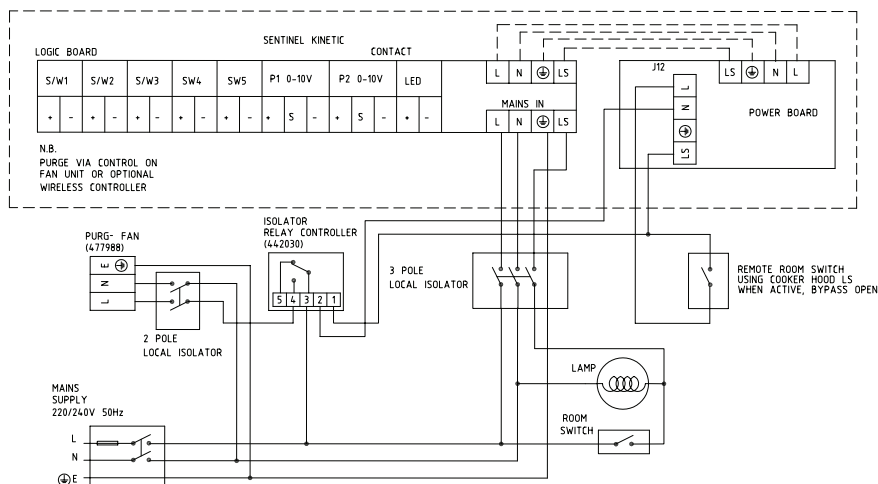 SENTINEL KINETIC
LOGIC BOARD
CONTACT
S/W1 S/W2 S/W3 SW4 SW5 P1 0-10V P2 0-10V LED
+ - + - + - + - + - + S - + S - + -
L N LS
MAINS IN
L N LS
J12
LS N L
L
N
LS
POWER BOARD
N.B.
PURGE VIA CONTROL ON
FAN UNIT OR OPTIONAL
WIRELESS CONTROLLER
PURG- FAN
(477988)
E
N
L
2 POLE
LOCAL ISOLATOR
ISOLATOR
RELAY CONTROLLER
(442030)
5 4 3 2 1
3 POLE
LOCAL ISOLATOR
REMOTE ROOM SWITCH
USING COOKER HOOD LS
WHEN ACTIVE, BYPASS OPEN
LAMP
ROOM
SWITCH
MAINS
SUPPLY
220/240V 50Hz
L
N
E